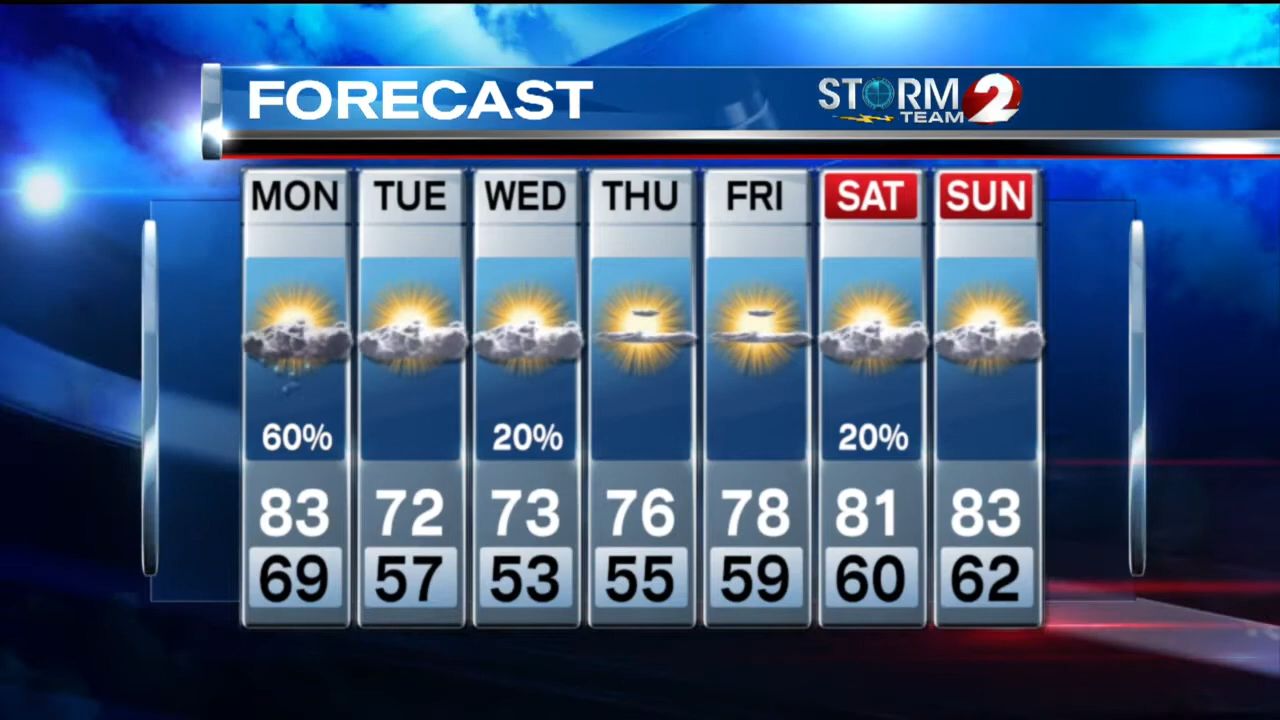 FORECAST
STORM
TEAM 2
MON TUE WED THU FRI SAT SUN
60% 20% 20%
83 72 73 76 78 81 83
69 57 53 55 59 60 62